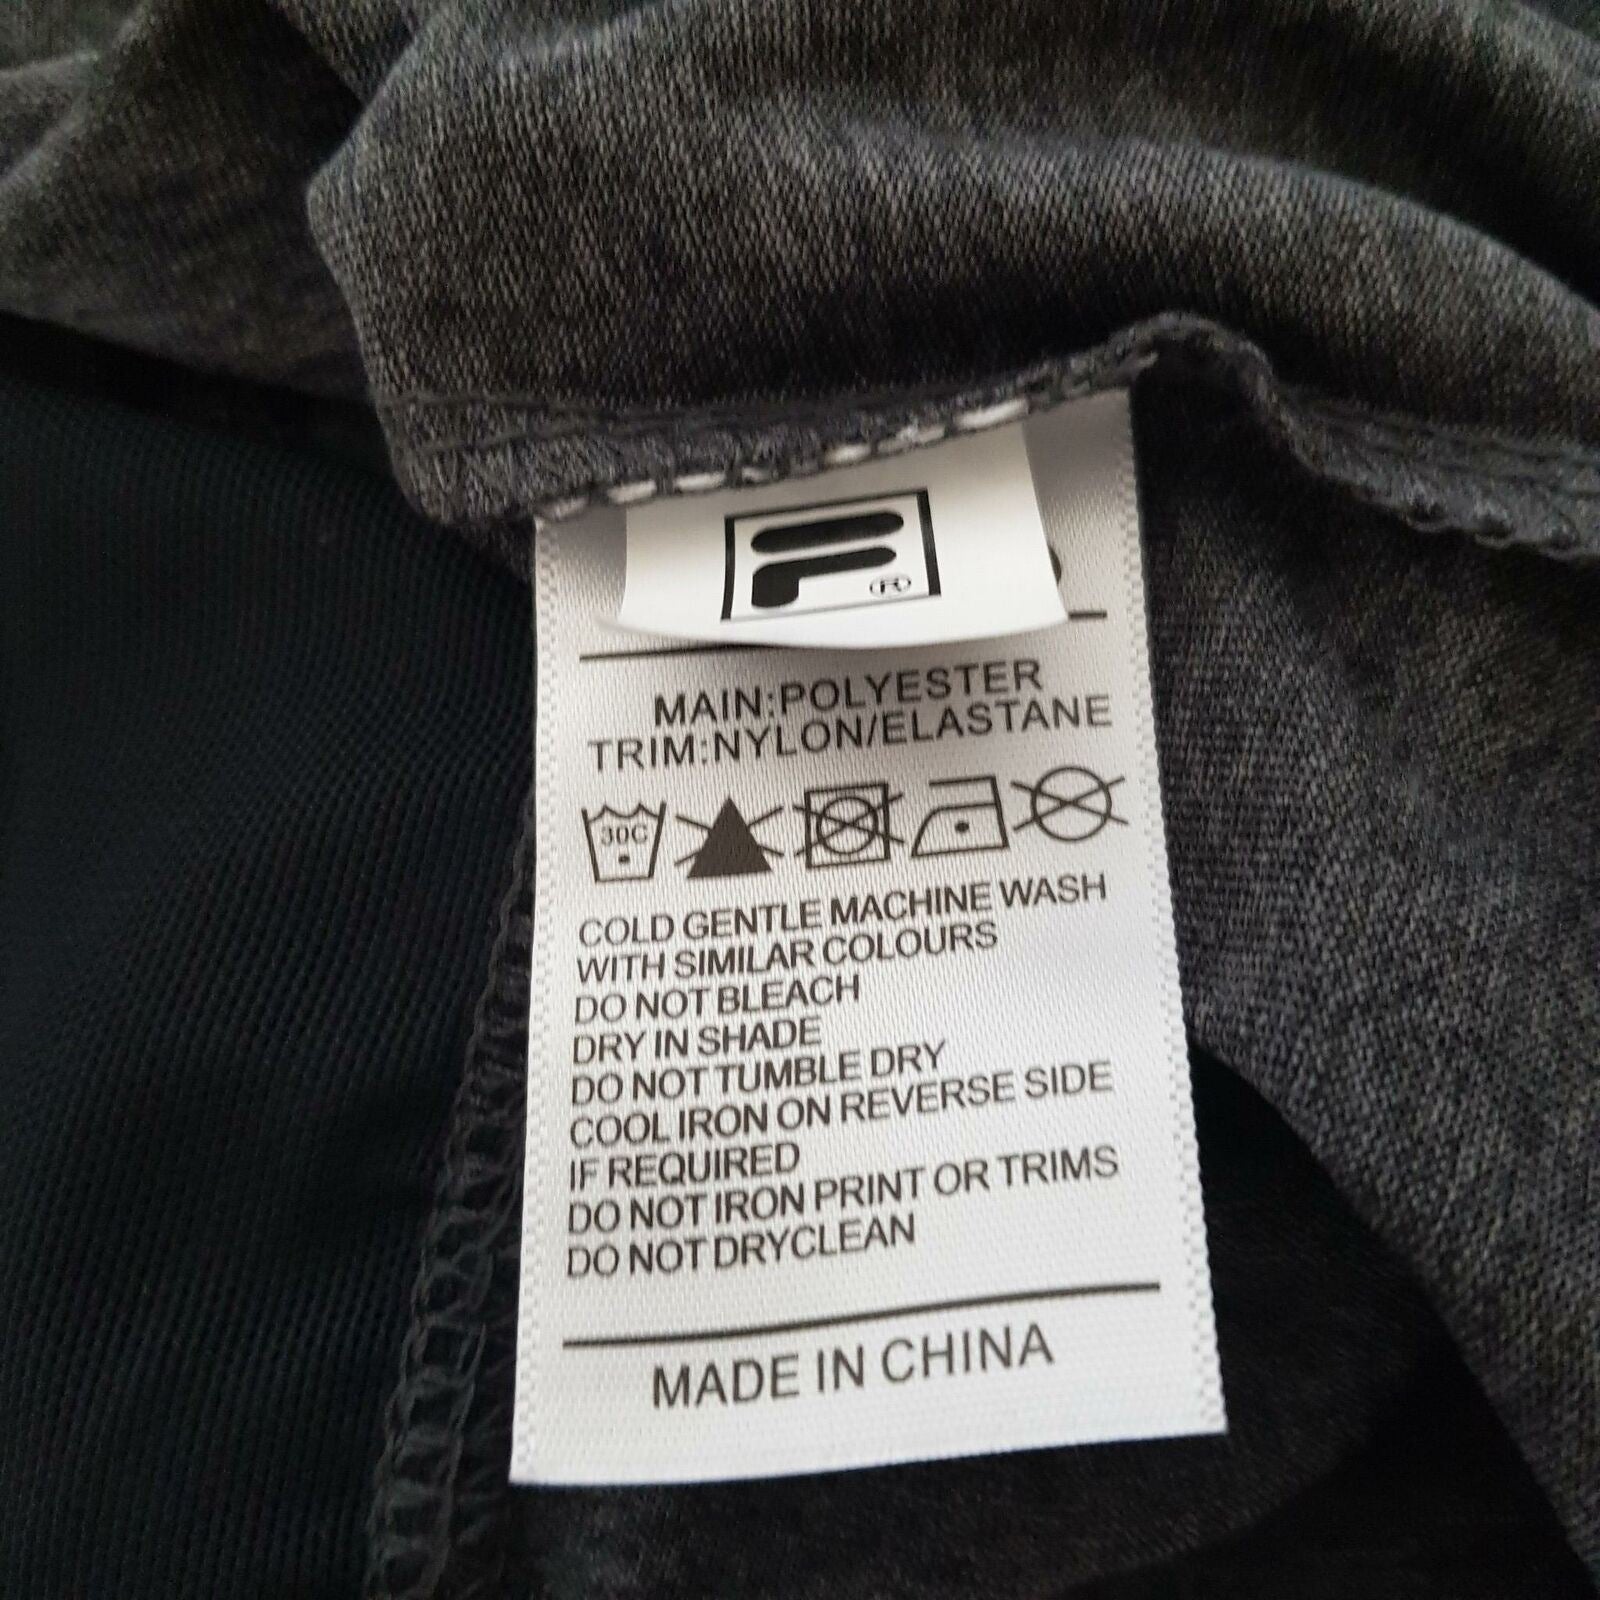 ®
MAIN:POLYESTER
TRIM:NYLON/ELASTANE
30C
COLD GENTLE MACHINE WASH
WITH SIMILAR COLOURS
DO NOT BLEACH
DRY IN SHADE
DO NOT TUMBLE DRY
COOL IRON ON REVERSE SIDE
IF REQUIRED
DO NOT IRON PRINT OR TRIMS
DO NOT DRYCLEAN
MADE IN CHINA